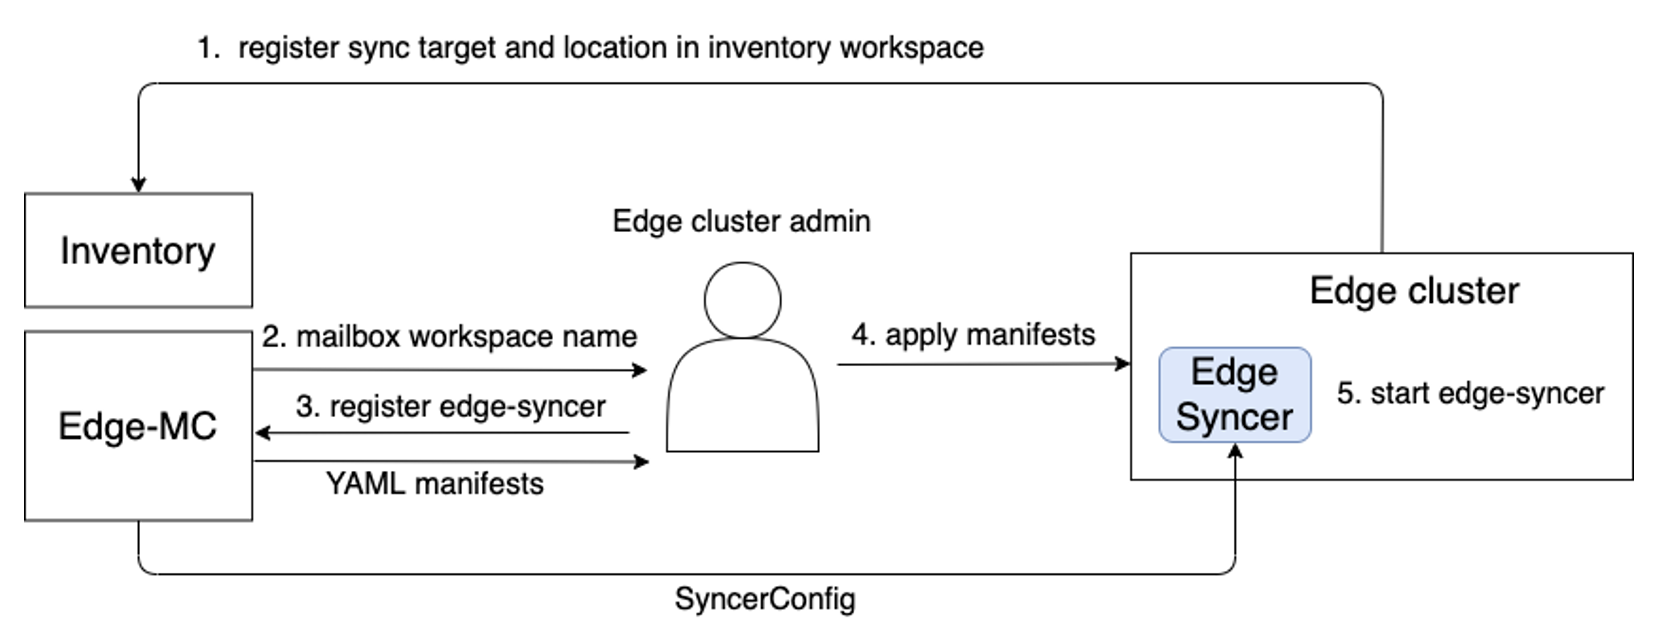 1. register sync target and location in inventory workspace
Inventory
Edge cluster admin
Edge cluster
2. mailbox workspace name
4. apply manifests
Edge
Syncer
5. start edge-syncer
3. register edge-syncer
Edge-MC
YAML manifests
SyncerConfig